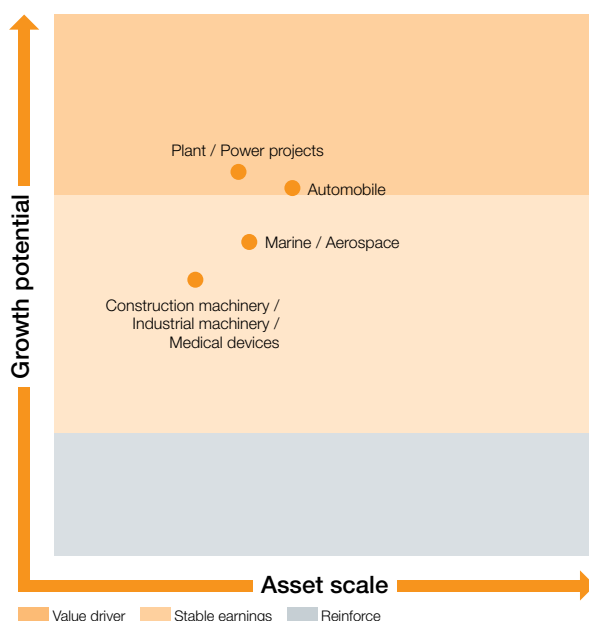 Growth potential
Plant / Power projects
Automobile
Marine / Aerospace
Construction machinery /
Industrial machinery /
Medical devices
Asset scale
Value driver
Stable earnings
Reinforce